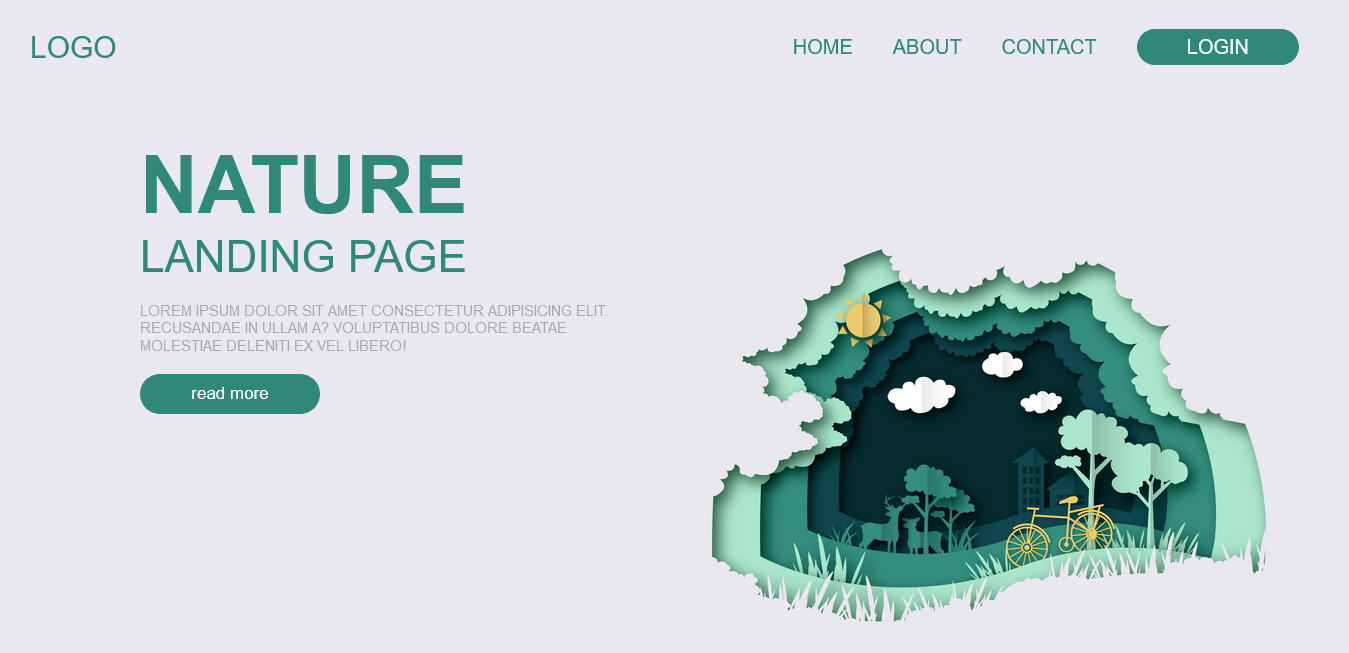 LOGO
HOME
ABOUT
CONTACT
LOGIN
NATURE
LANDING PAGE
LOREM IPSUM DOLOR SIT AMET CONSECTETUR ADIPISICING ELIT.
RECUSANDAE IN ULLAM A? VOLUPTATIBUS DOLORE BEATAE
MOLESTIAE DELENITI EX VEL LIBERO!
read more